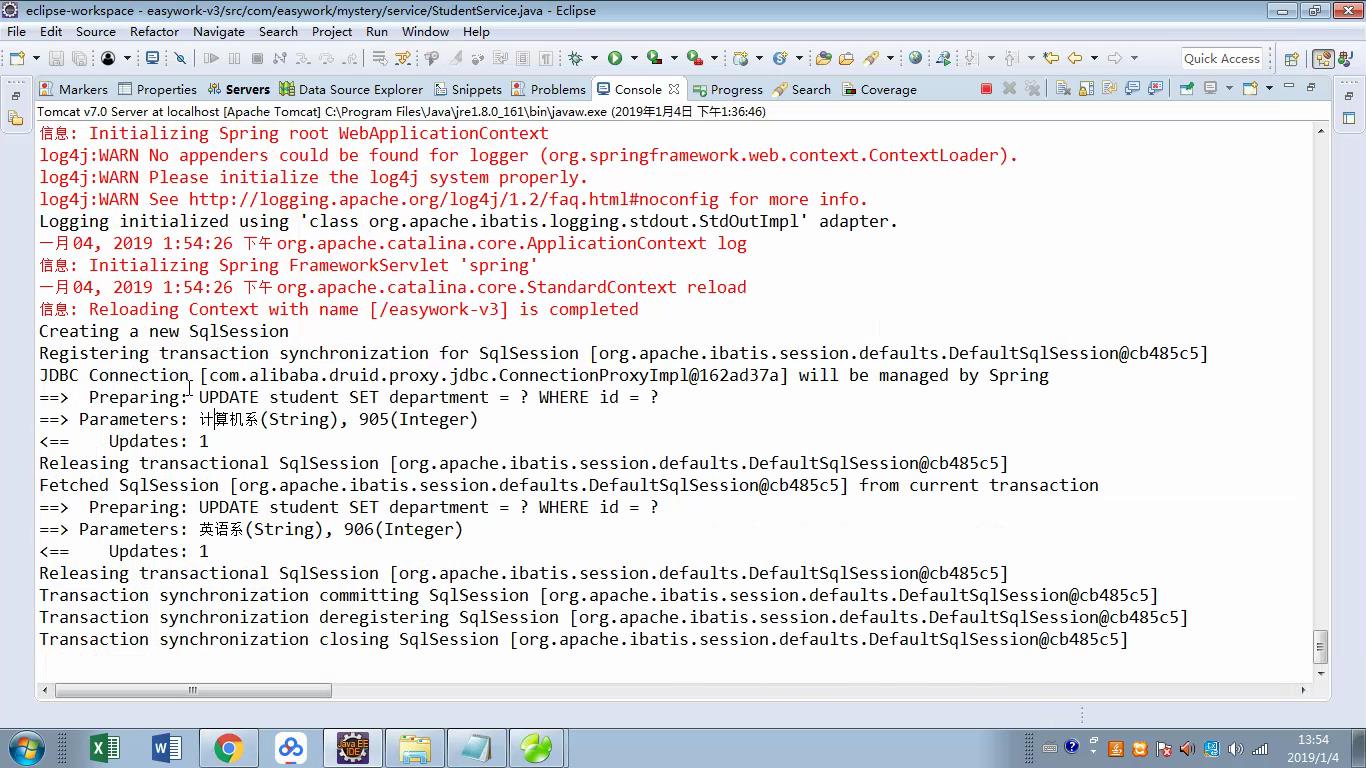 eclipse-workspace - easywork-v3/src/com/easywork/mystery/service/StudentService.java - Eclipse
File Edit Source Refactor Navigate Search Project Run Window Help
Quick Access
Markers Properties Servers Data Source Explorer Snippets Problems Console Progress Search Coverage
Tomcat v7.0 Server at localhost [Apache Tomcat] C:\Program Files\Java\jre1.8.0_161\bin\javaw.exe (2019年1月4日 下午1:36:46)
信息: Initializing Spring root WebApplicationContext
log4j:WARN No appenders could be found for logger (org.springframework.web.context.ContextLoader).
log4j:WARN Please initialize the log4j system properly.
log4j:WARN See http://logging.apache.org/log4j/1.2/faq.html#noconfig for more info.
Logging initialized using 'class org.apache.ibatis.logging.stdout.StdOutImpl' adapter.
一月 04, 2019 1:54:26 下午 org.apache.catalina.core.ApplicationContext log
信息: Initializing Spring FrameworkServlet 'spring'
一月 04, 2019 1:54:26 下午 org.apache.catalina.core.StandardContext reload
信息: Reloading Context with name [/easywork-v3] is completed
Creating a new SqlSession
Registering transaction synchronization for SqlSession [org.apache.ibatis.session.defaults.DefaultSqlSession@cb485c5]
JDBC Connection [com.alibaba.druid.proxy.jdbc.ConnectionProxyImpl@162ad37a] will be managed by Spring
==>  Preparing: UPDATE student SET department = ? WHERE id = ?
==> Parameters: 计算机系(String), 905(Integer)
<==    Updates: 1
Releasing transactional SqlSession [org.apache.ibatis.session.defaults.DefaultSqlSession@cb485c5]
Fetched SqlSession [org.apache.ibatis.session.defaults.DefaultSqlSession@cb485c5] from current transaction
==>  Preparing: UPDATE student SET department = ? WHERE id = ?
==> Parameters: 英语系(String), 906(Integer)
<==    Updates: 1
Releasing transactional SqlSession [org.apache.ibatis.session.defaults.DefaultSqlSession@cb485c5]
Transaction synchronization committing SqlSession [org.apache.ibatis.session.defaults.DefaultSqlSession@cb485c5]
Transaction synchronization deregistering SqlSession [org.apache.ibatis.session.defaults.DefaultSqlSession@cb485c5]
Transaction synchronization closing SqlSession [org.apache.ibatis.session.defaults.DefaultSqlSession@cb485c5]
Java EE
IDE
13:54
2019/1/4